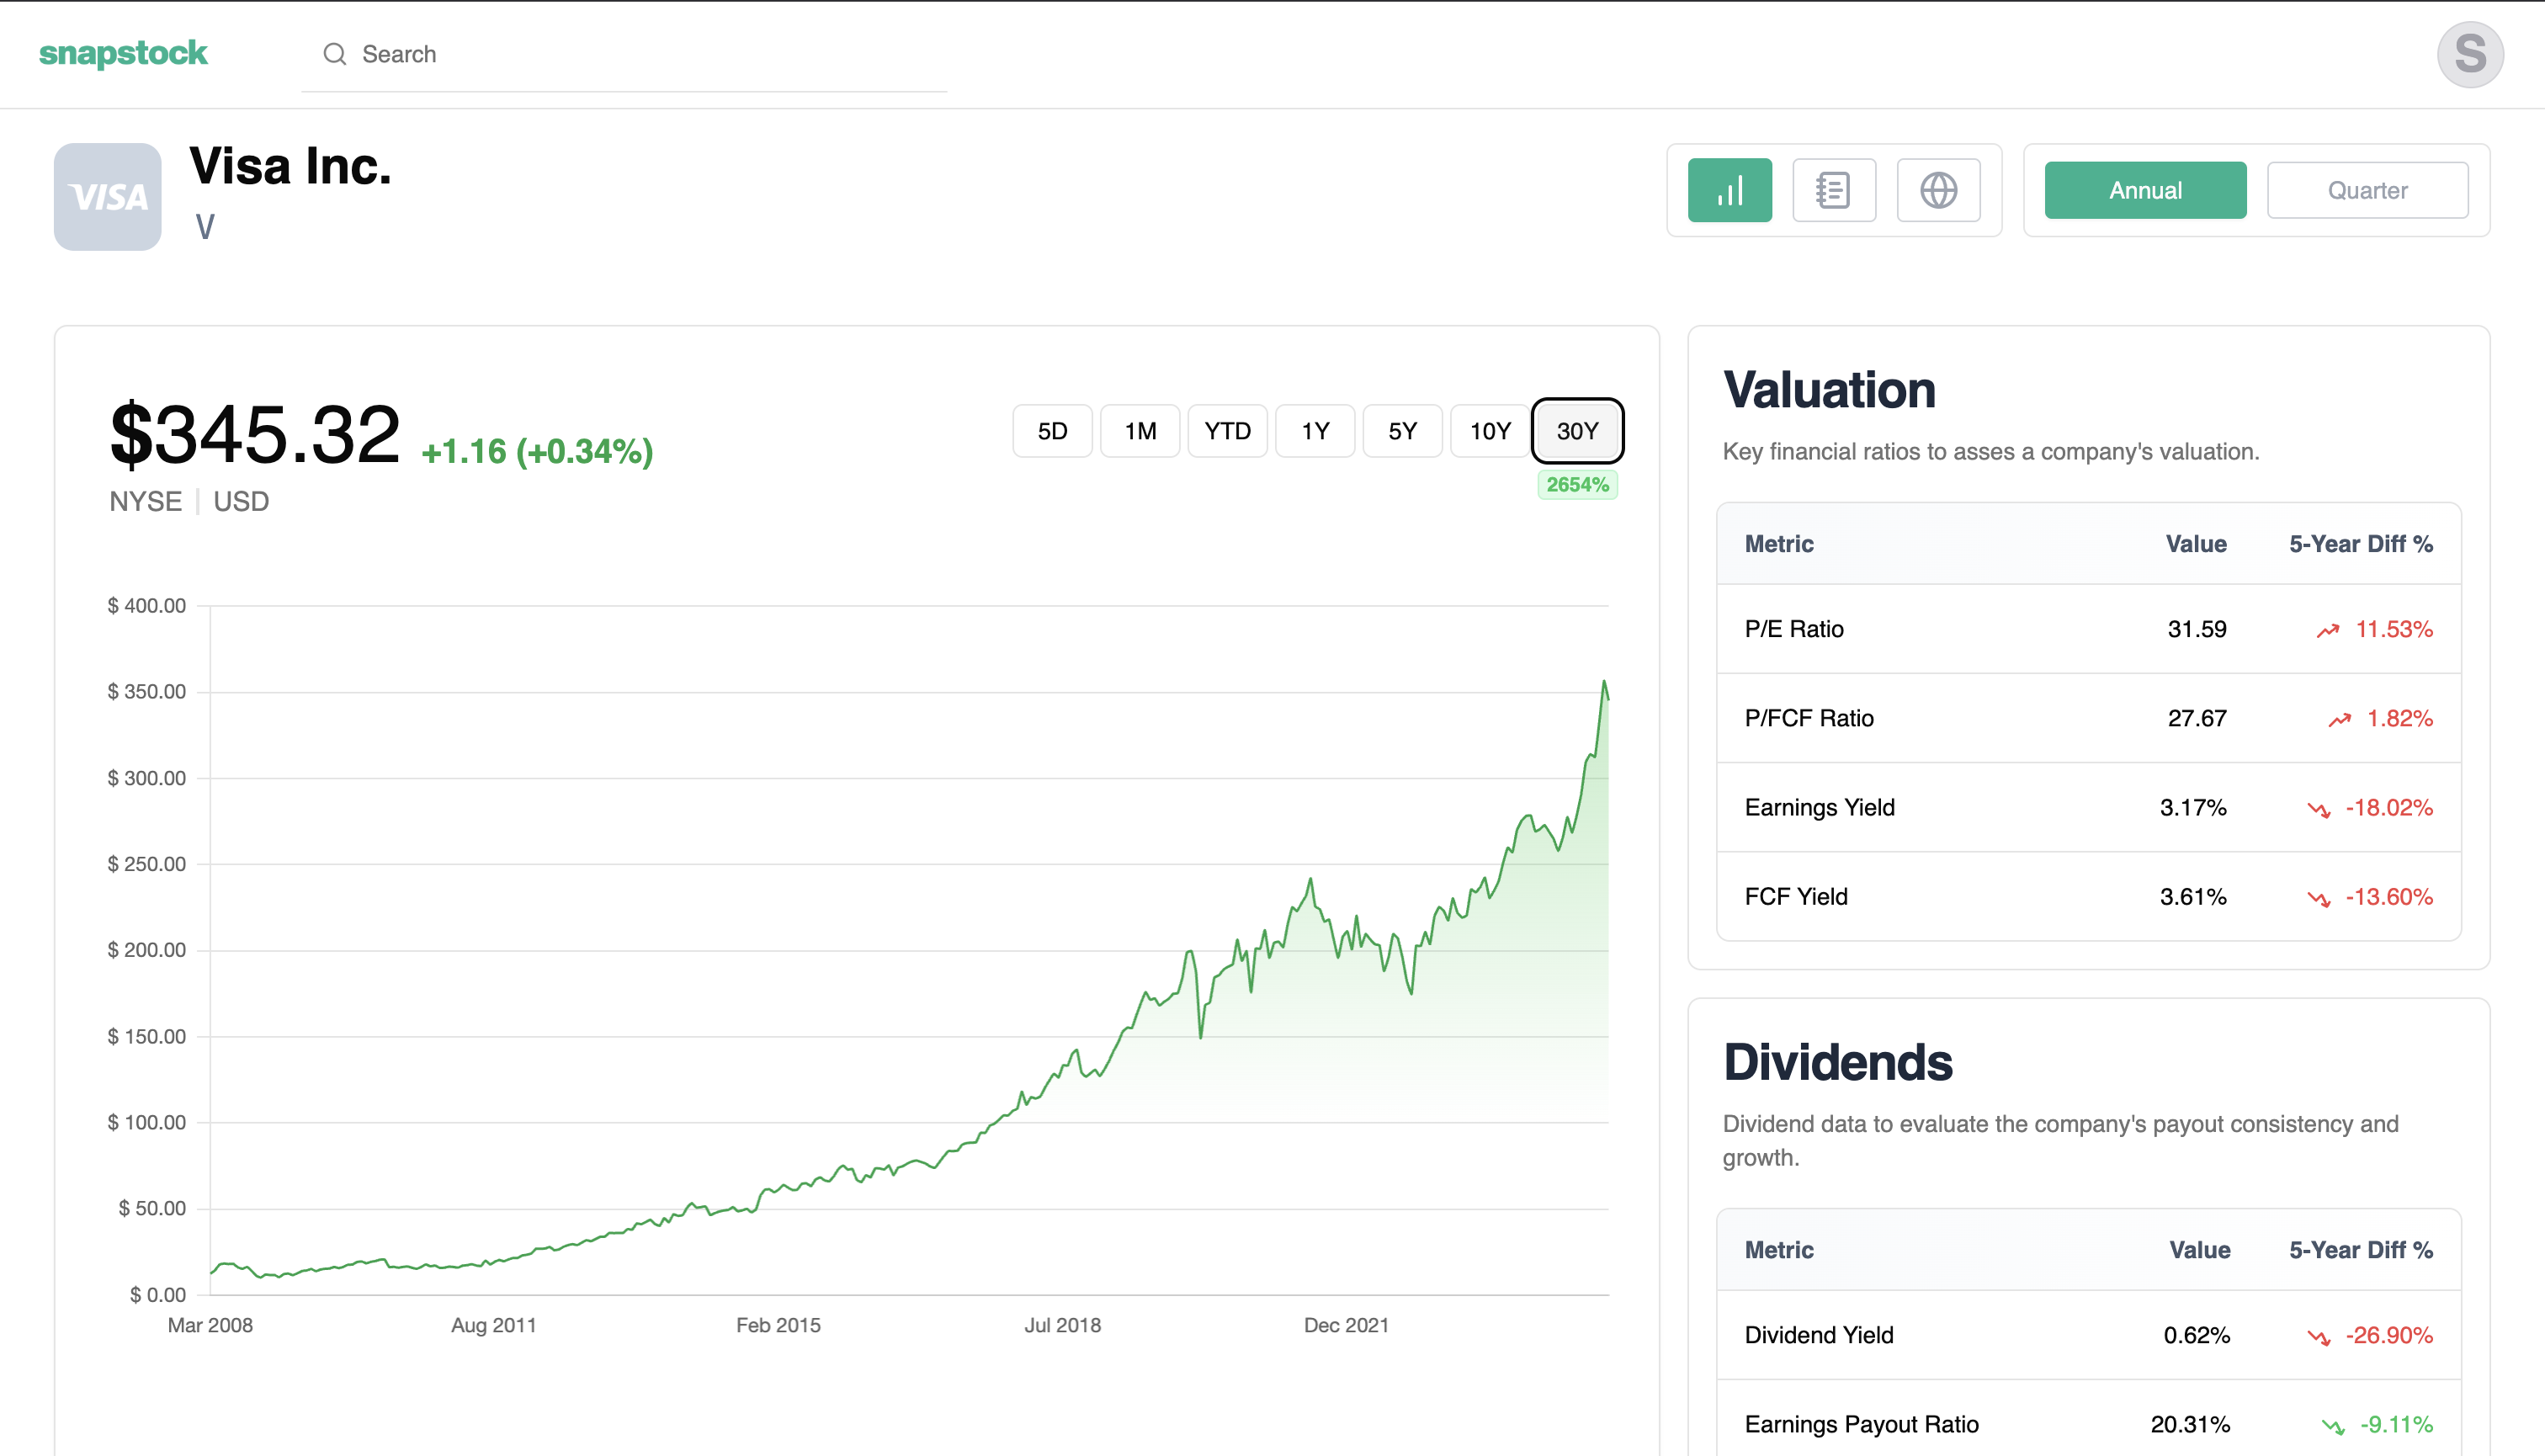 snapstock
Search
S
VISA
Visa Inc.
V
Annual
Quarter
$345.32 +1.16 (+0.34%)
NYSE | USD
5D 1M YTD 1Y 5Y 10Y 30Y
2654%
$ 400.00
$ 350.00
$ 300.00
$ 250.00
$ 200.00
$ 150.00
$ 100.00
$ 50.00
$ 0.00
Mar 2008 Aug 2011 Feb 2015 Jul 2018 Dec 2021
Valuation
Key financial ratios to asses a company's valuation.
Metric Value 5-Year Diff %
P/E Ratio 31.59 11.53%
P/FCF Ratio 27.67 1.82%
Earnings Yield 3.17% -18.02%
FCF Yield 3.61% -13.60%
Dividends
Dividend data to evaluate the company's payout consistency and
growth.
Metric Value 5-Year Diff %
Dividend Yield 0.62% -26.90%
Earnings Payout Ratio 20.31% -9.11%